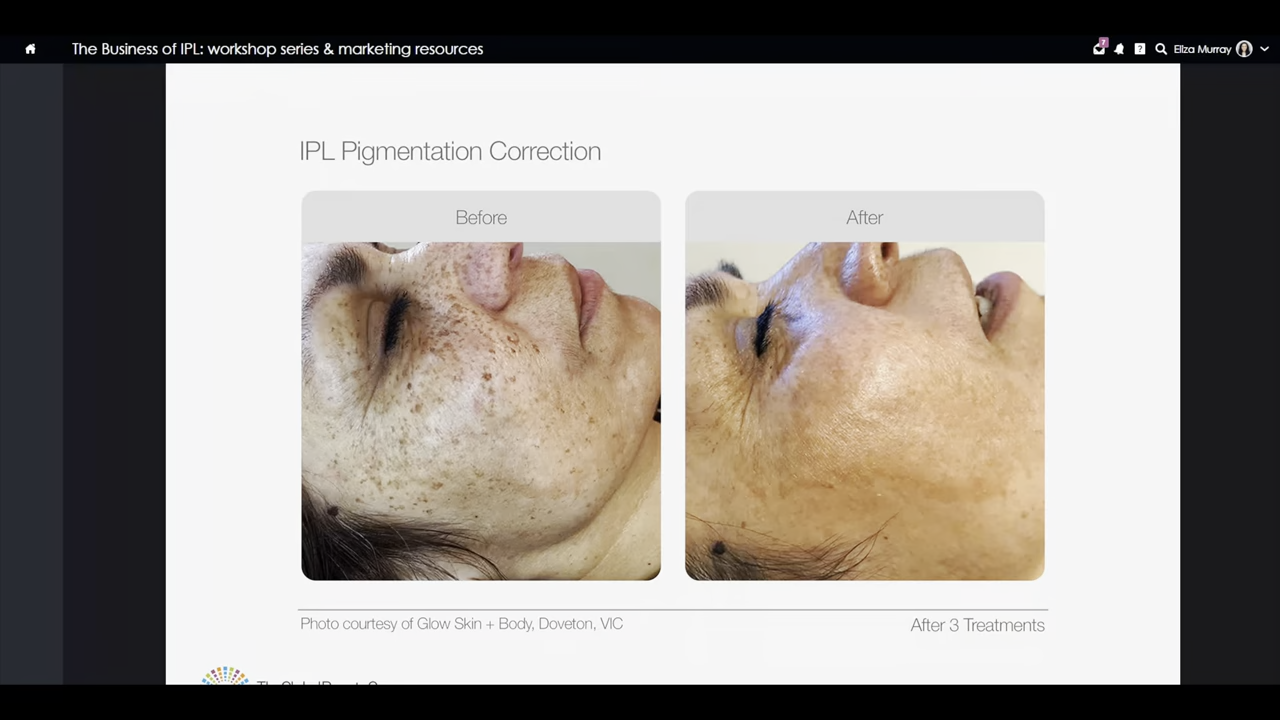 The Business of IPL: workshop series & marketing resources
7
?
Eliza Murray
IPL Pigmentation Correction
Before
After
Photo courtesy of Glow Skin + Body, Doveton, VIC
After 3 Treatments